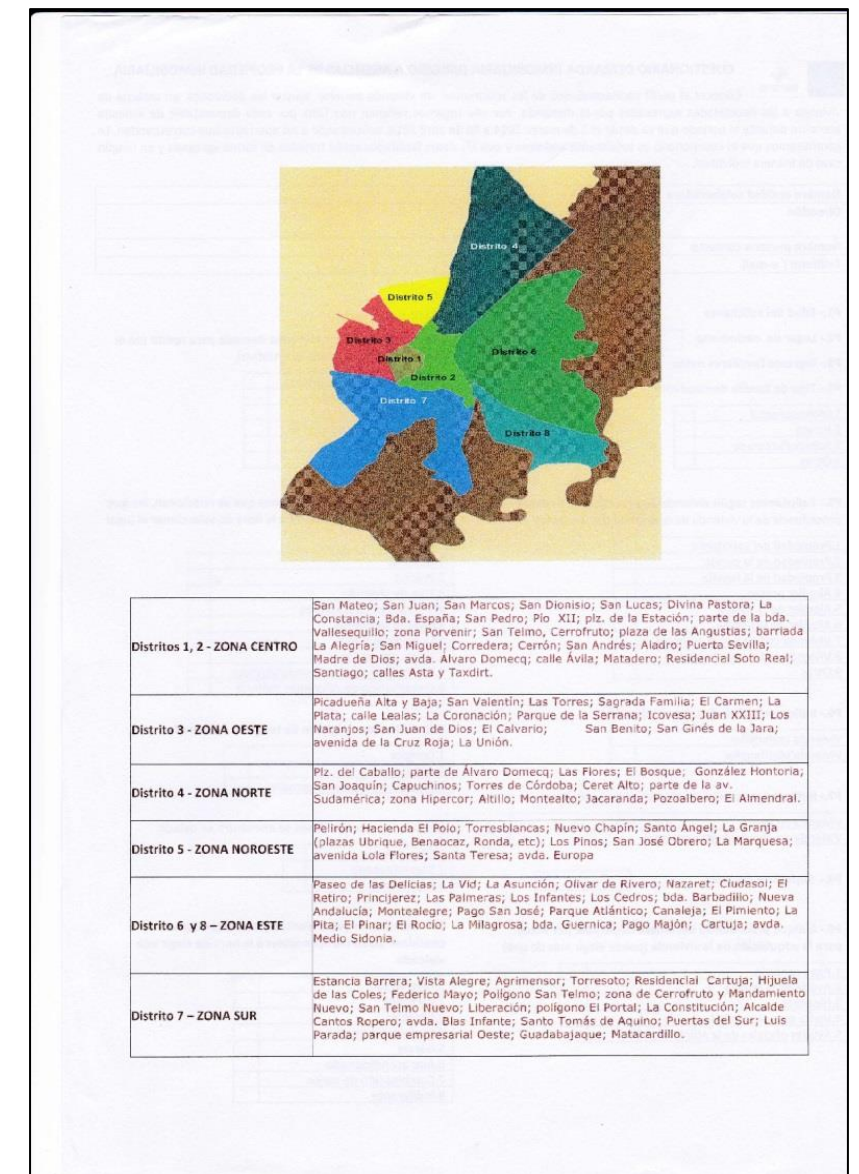 Distrito 4
Distrito 5
Distrito 3
Distrito 1
Distrito 6
Distrito 2
Distrito 7
Distrito 8
Distritos 1, 2 - ZONA CENTRO
San Mateo; San Juan; San Marcos; San Dionisio; San Lucas; Divina Pastora; La
Constancia; Bda. España; San Pedro; Pío XII; plz. de la Estación; parte de la bda.
Vallesequillo; zona Porvenir; San Telmo, Cerrofruto; plaza de las Angustias; barriada
La Alegría; San Miguel; Corredera; Cerrón; San Andrés; Aladro; Puerta Sevilla;
Madre de Dios; avda. Álvaro Domecq; calle Ávila; Matadero; Residencial Soto Real;
Santiago; calles Asta y Taxdirt.
Distrito 3 - ZONA OESTE
Picadueña Alta y Baja; San Valentín; Las Torres; Sagrada Familia; El Carmen; La
Plata; calle Lealas; La Coronación; Parque de la Serrana; Icovesa; Juan XXIII; Los
Naranjos; San Juan de Dios; El Calvario; San Benito; San Ginés de la Jara;
avenida de la Cruz Roja; La Unión.
Distrito 4 - ZONA NORTE
Plz. del Caballo; parte de Álvaro Domecq; Las Flores; El Bosque; González Hontoria;
San Joaquín; Capuchinos; Torres de Córdoba; Ceret Alto; parte de la av.
Sudamérica; zona Hipercor; Altillo; Montealto; Jacaranda; Pozoalbero; El Almendral.
Distrito 5 - ZONA NOROESTE
Pelirón; Hacienda El Polo; Torresblancas; Nuevo Chapín; Santo Ángel; La Granja
(plazas Ubrique, Benaocaz, Ronda, etc); Los Pinos; San José Obrero; La Marquesa;
avenida Lola Flores; Santa Teresa; avda. Europa
Distrito 6 y 8 – ZONA ESTE
Paseo de las Delicias; La Vid; La Asunción; Olivar de Rivero; Nazaret; Ciudasol; El
Retiro; Princijerez; Las Palmeras; Los Infantes; Los Cedros; bda. Barbadillo; Nueva
Andalucía; Montealegre; Pago San José; Parque Atlántico; Canaleja; El Pimiento; La
Pita; El Pinar; El Rocío; La Milagrosa; bda. Guernica; Pago Majón; Cartuja; avda.
Medio Sidonia.
Distrito 7 – ZONA SUR
Estancia Barrera; Vista Alegre; Agrimensor; Torresoto; Residencial Cartuja; Hijuela
de las Coles; Federico Mayo; Polígono San Telmo; zona de Cerrofruto y Mandamiento
Nuevo; San Telmo Nuevo; Liberación; polígono El Portal; La Constitución; Alcalde
Cantos Ropero; avda. Blas Infante; Santo Tomás de Aquino; Puertas del Sur; Luis
Parada; parque empresarial Oeste; Guadabajaque; Matacardillo.